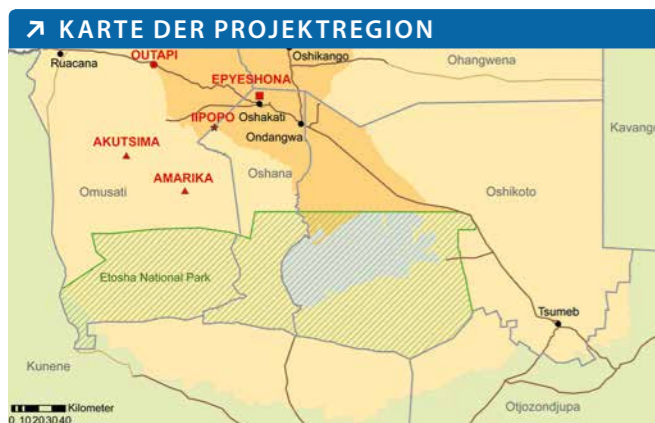 ↗ KARTE DER PROJEKTREGION
OUTAPI
Ruacana
Oshikango
Ohangwena
EPYESHONA
Kavango
IIPOPO
Oshakati
Ondangwa
AKUTSIMA
Omusati
AMARIKA
Oshana
Oshikoto
Etosha National Park
Tsumeb
Kunene
Kilometer
0 10 20 30 40
Otjozondjupa